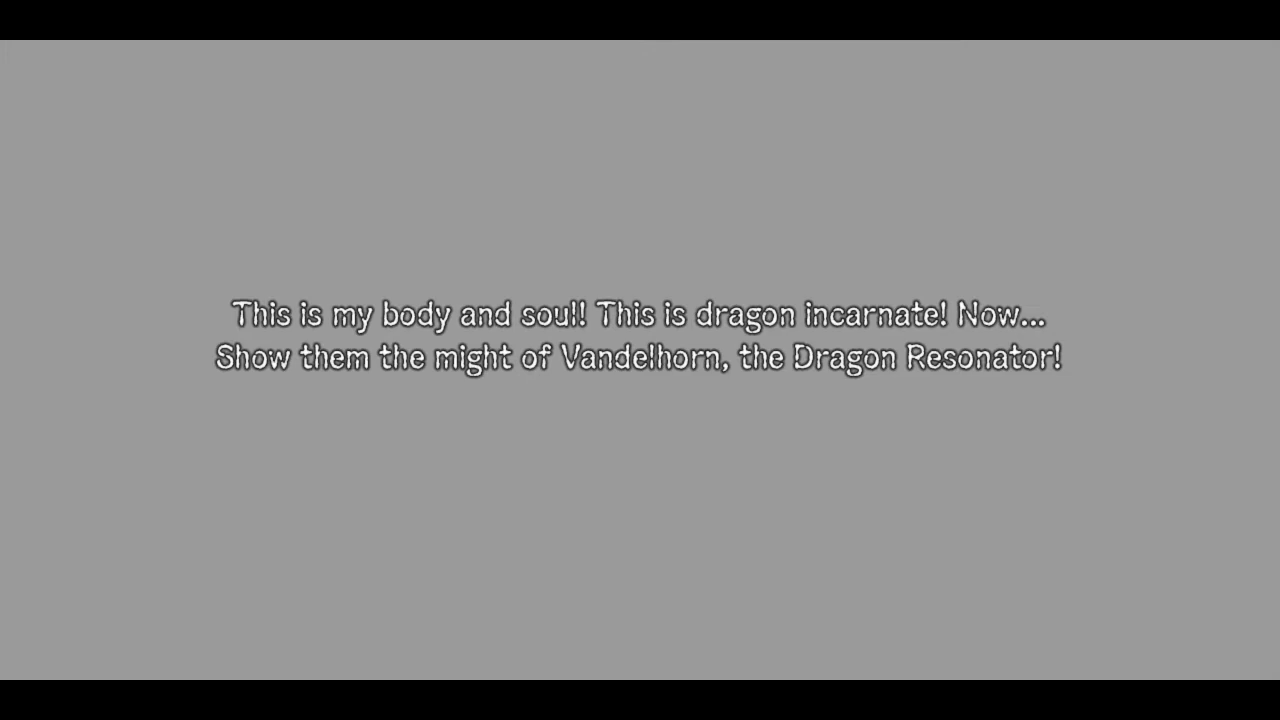 This is my body and soul! This is dragon incarnate! Now...
Show them the might of Vandelhorn, the Dragon Resonator!